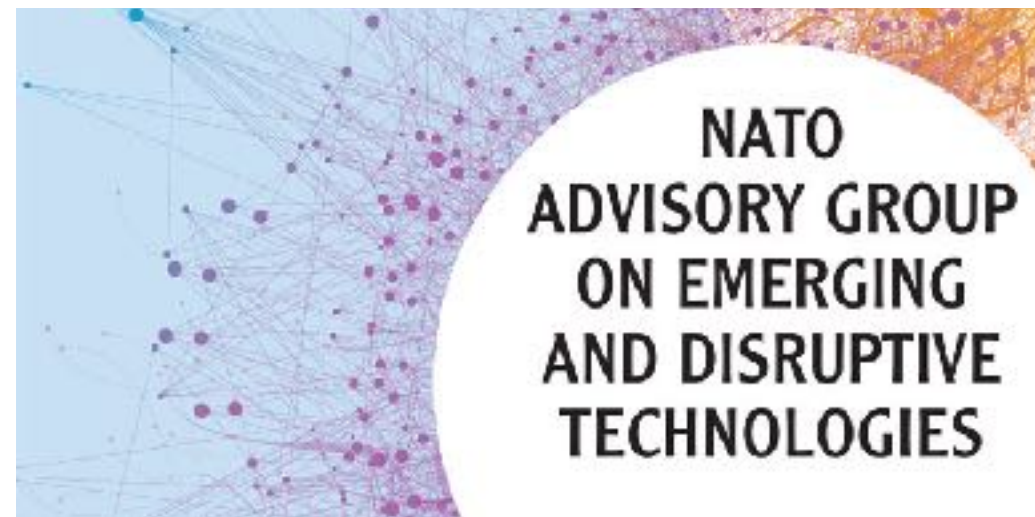 NATO
ADVISORY GROUP
ON EMERGING
AND DISRUPTIVE
TECHNOLOGIES